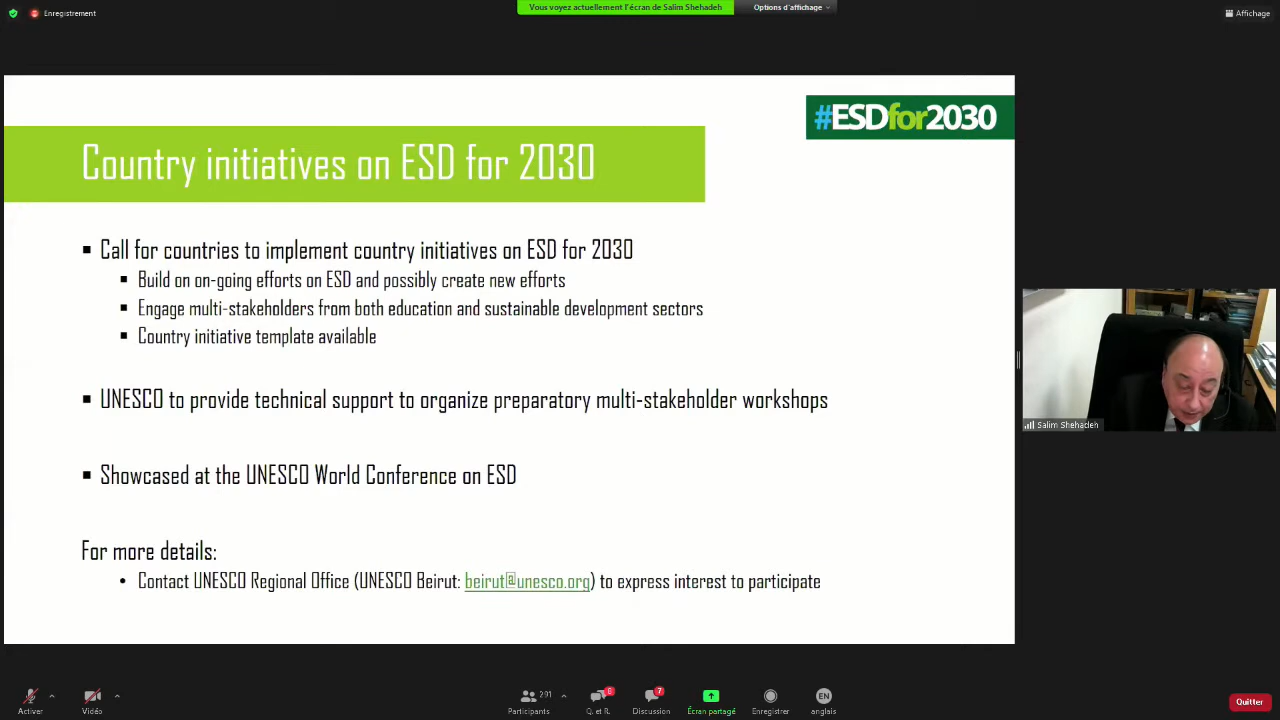 Enregistrement
Vous voyez actuellement l'écran de Salim Shehadeh
Options d'affichage
Affichage
#ESDfor2030
Country initiatives on ESD for 2030
Call for countries to implement country initiatives on ESD for 2030
Build on on-going efforts on ESD and possibly create new efforts
Engage multi-stakeholders from both education and sustainable development sectors
Country initiative template available
UNESCO to provide technical support to organize preparatory multi-stakeholder workshops
Showcased at the UNESCO World Conference on ESD
For more details:
Contact UNESCO Regional Office (UNESCO Beirut: beirut@unesco.org) to express interest to participate
Salim Shehadeh
Activer
Vidéo
201
Participants
6
Q. et R.
7
Discussion
Écran partagé
Enregistrer
EN
anglais
Quitter